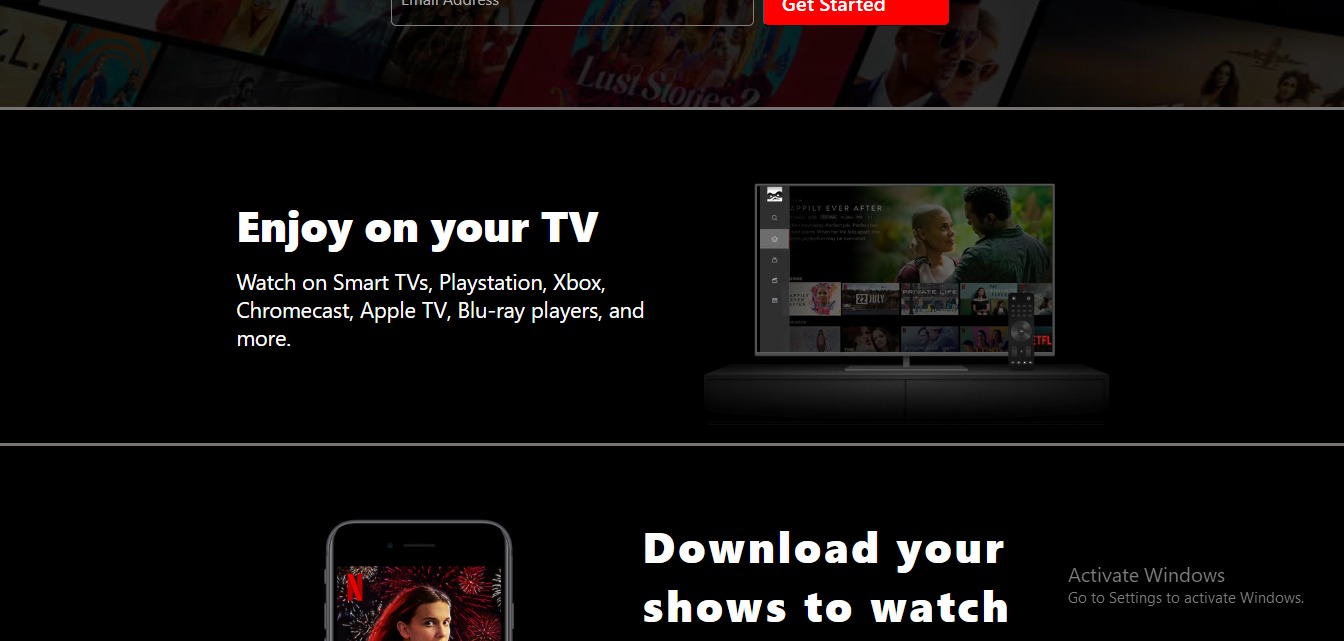 Email Address
Get Started
L.
Lust Stories 2
Enjoy on your TV
Watch on Smart TVs, Playstation, Xbox,
Chromecast, Apple TV, Blu-ray players, and
more.
APPILY EVER AFTER
22 JULY
PRIVATE LIFE
ETFL
Download your
shows to watch
N
Activate Windows
Go to Settings to activate Windows.